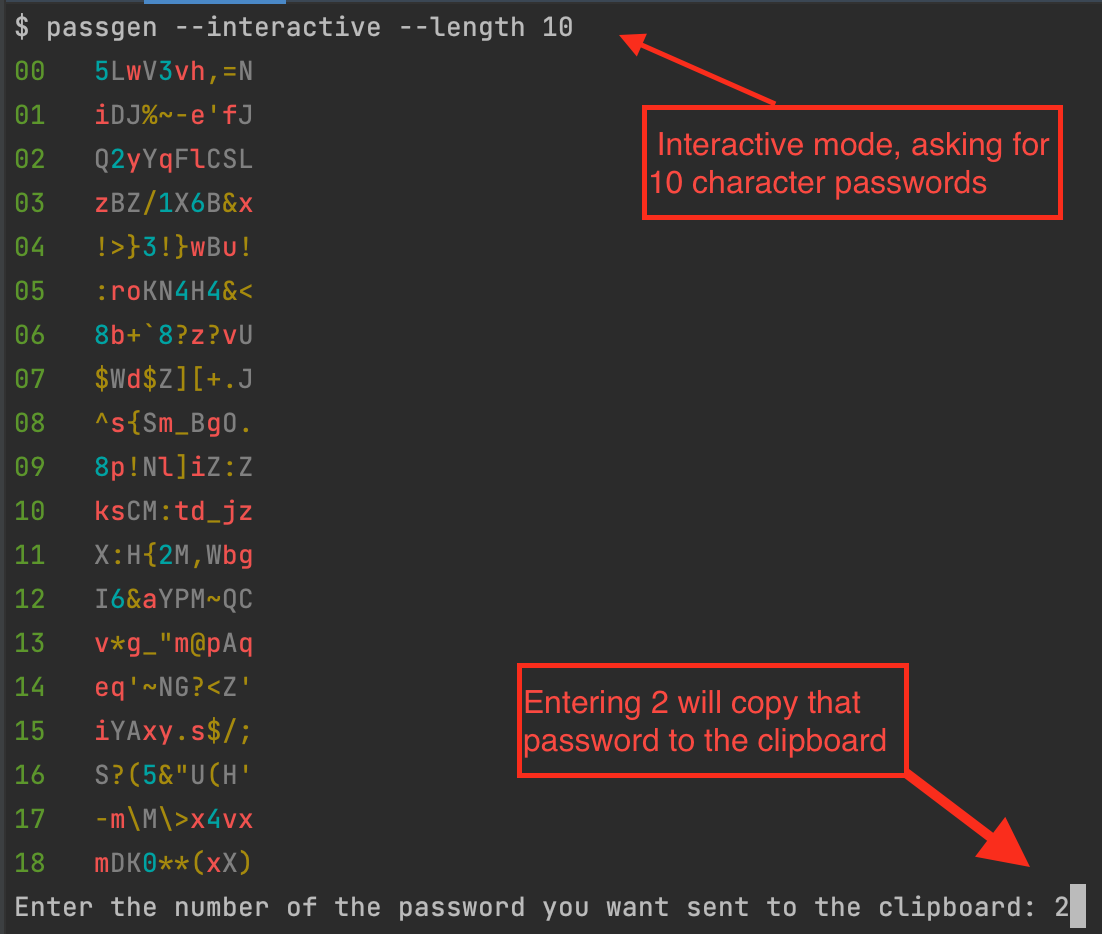 $ passgen --interactive --length 10
00 5LwV3vh,=N
01 iDJ%~-e'fJ
Interactive mode, asking for
10 character passwords
02 Q2yYqFlCSL
03 zBZ/1X6B&x
04 !>}3!}wBu!
05 :roKN4H4&<
06 8b+`8?z?vU
07 $Wd$Z][+.J
08 ^s{Sm_BgO.
09 8p!Nl]iZ:Z
10 ksCM:td_jz
11 X:H{2M,Wbg
12 I6&aYPM~QC
13 v*g_"m@pAq
14 eq'~NG?<Z'
Entering 2 will copy that
password to the clipboard
15 iYAxy.s$/;
16 S?(5&"U(H'
17 -m\M\>x4vx
18 mDK0**(xX)
Enter the number of the password you want sent to the clipboard: 2